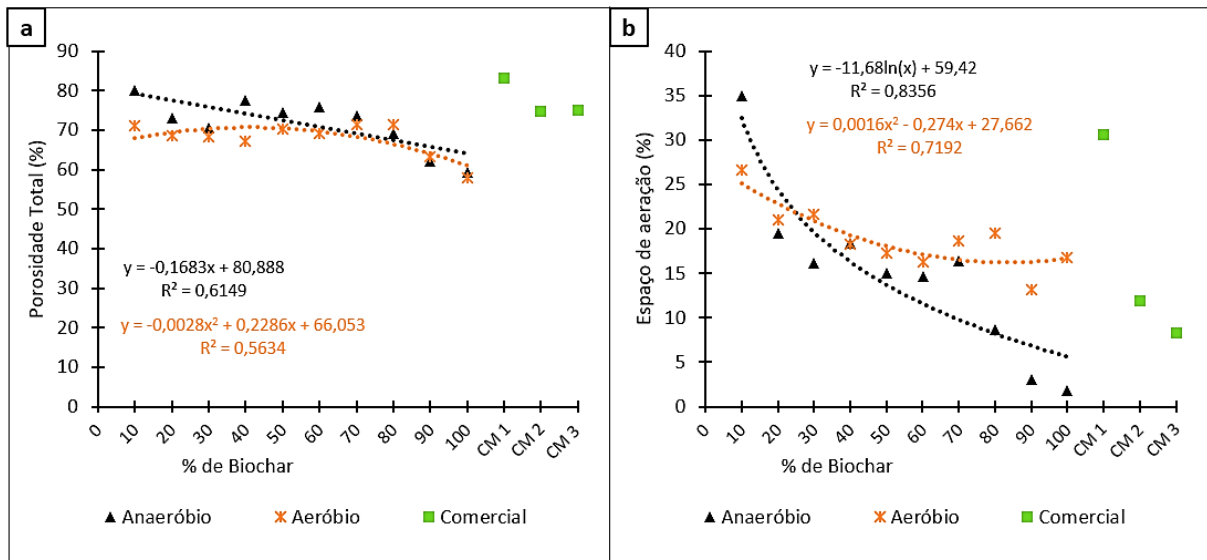 a
90
80
70
60
50
40
30
20
10
0
Porosidade Total (%)
y = -0,1683x + 80,888
R² = 0,6149
y = -0,0028x² + 0,2286x + 66,053
R² = 0,5634
0 10 20 30 40 50 60 70 80 90 100 CM 1 CM 2 CM 3
% de Biochar
Anaeróbio Aeróbio Comercial
b
40
35
30
25
20
15
10
5
0
Espaço de aeração (%)
y = -11,68ln(x) + 59,42
R² = 0,8356
y = 0,0016x² - 0,274x + 27,662
R² = 0,7192
0 10 20 30 40 50 60 70 80 90 100 CM 1 CM 2 CM 3
% de Biochar
Anaeróbio Aeróbio Comercial